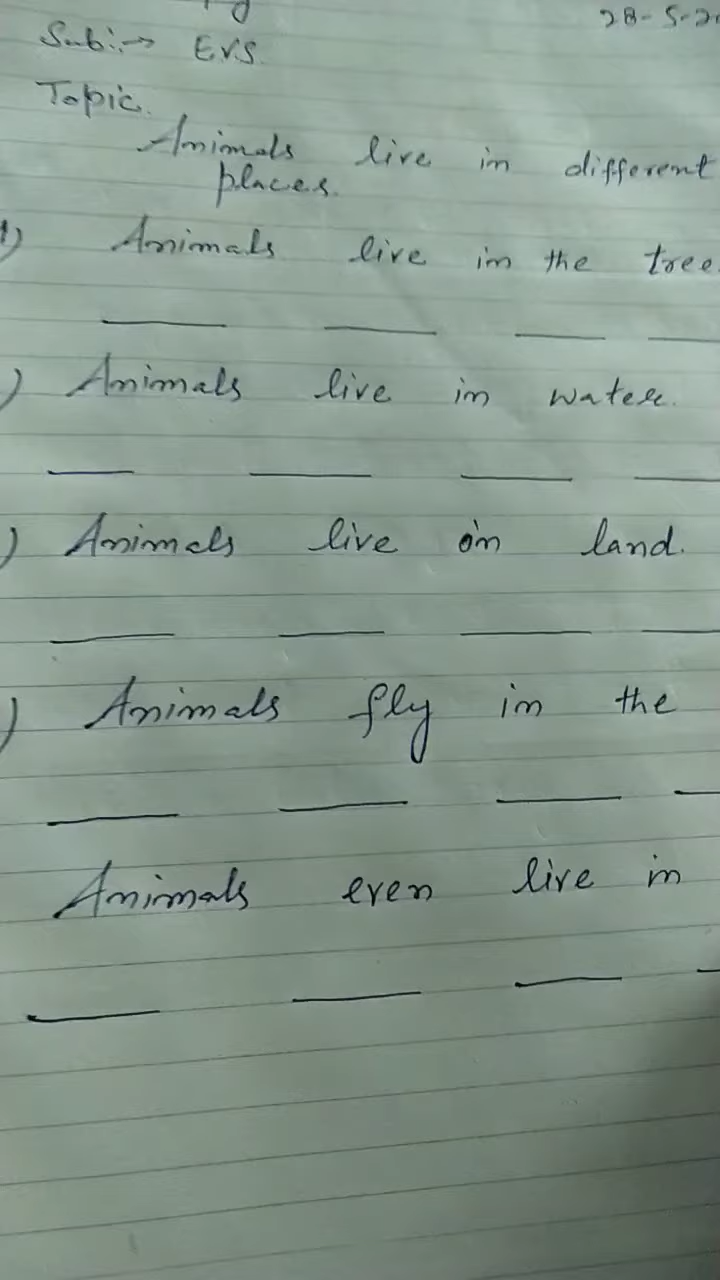 28-5-2
Sub:→ E.V.S.
Topic.
Animals live in different
places.
1) Animals live in the tree.
) Animals live in water.
) Animals live on land.
) Animals fly in the
Animals even live in